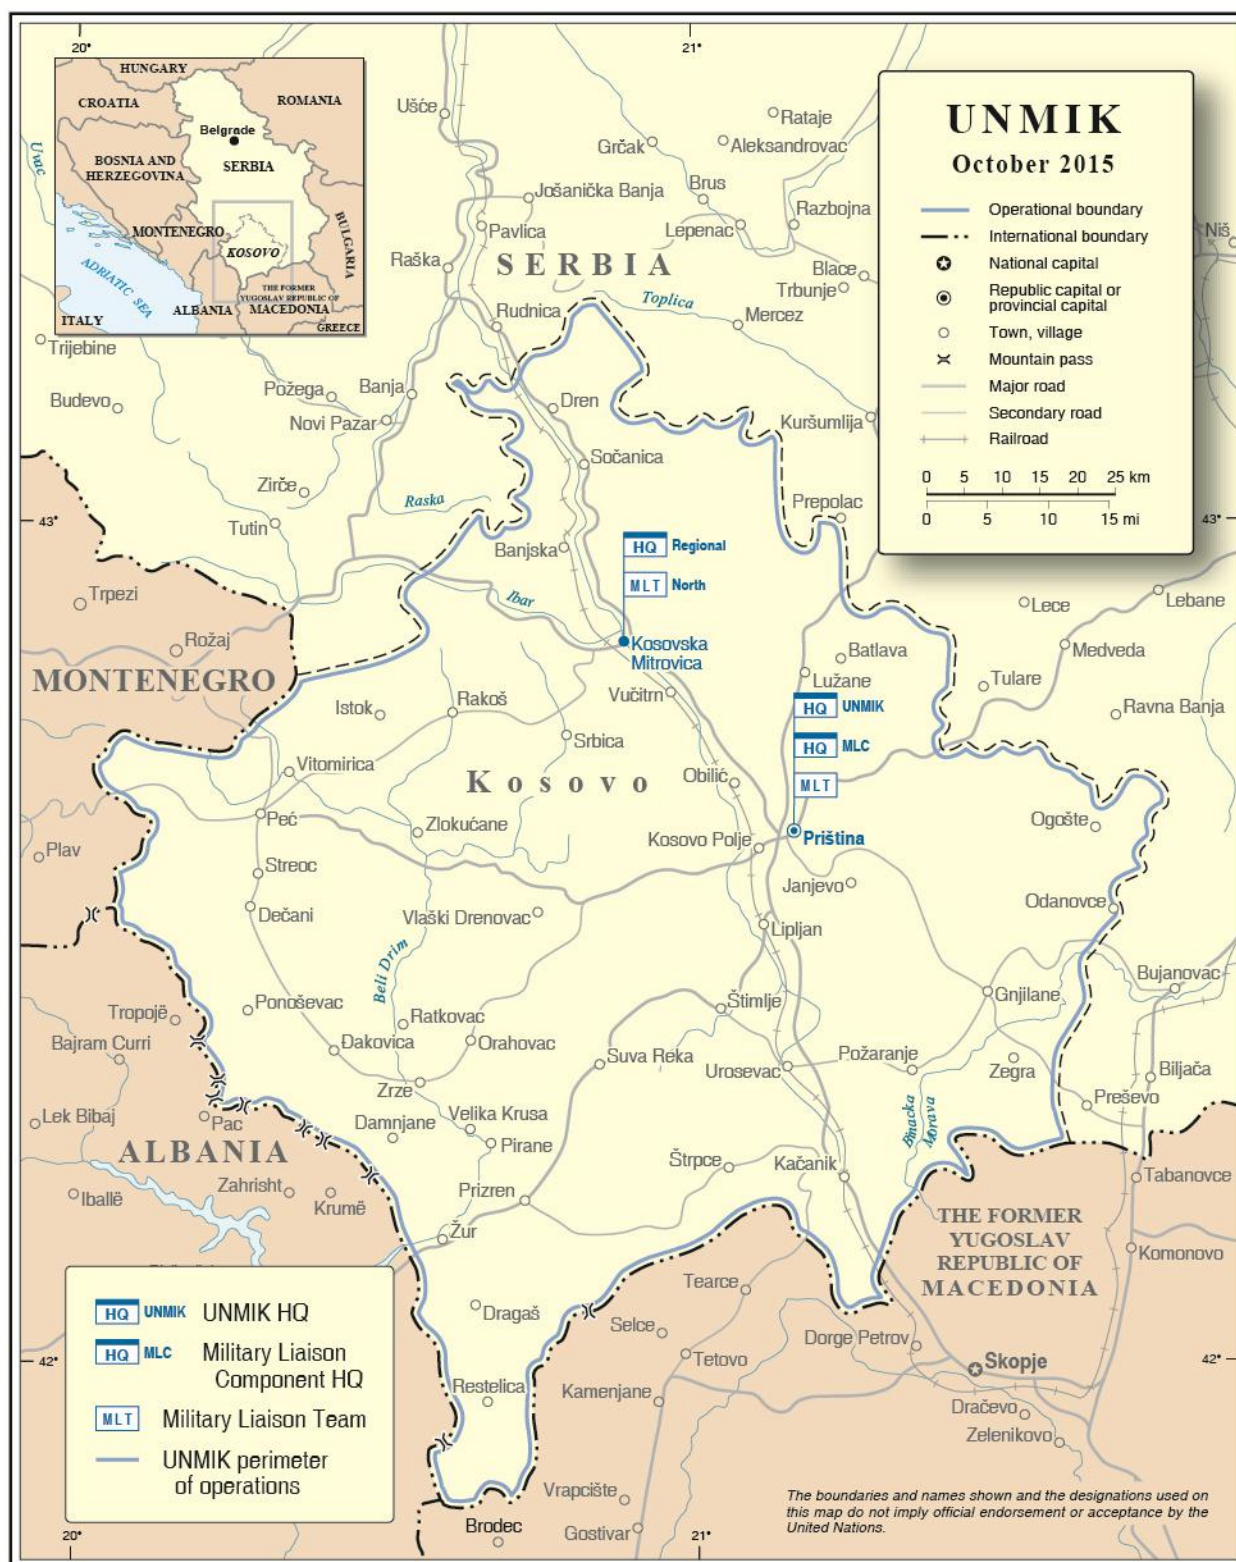 20°
21°
HUNGARY
CROATIA
ROMANIA
Belgrade
BOSNIA AND
HERZEGOVINA
SERBIA
MONTENEGRO
BULGARIA
KOSOVO
ADRIATIC SEA
THE FORMER
YUGOSLAV REPUBLIC OF
MACEDONIA
ALBANIA
ITALY
GREECE
UNMIK
October 2015
Operational boundary
International boundary
National capital
Republic capital or
provincial capital
Town, village
Mountain pass
Major road
Secondary road
Railroad
0 5 10 15 20 25 km
0 5 10 15 mi
Uvac
Ušće
Rataje
Grčak
Aleksandrovac
Brus
Jošanička Banja
Razbojna
Pavlica
Lepenac
Niš
Raška
SERBIA
Blace
Trbunje
Toplica
Rudnica
Mercez
Trijebine
Požega
Banja
Budevo
Dren
Novi Pazar
Kuršumlija
Sočanica
Zirče
Raska
Prepolac
43°
43°
Tutin
Banjska
HQ Regional
MLT North
Trpezi
Ibar
Lece
Lebane
Rožaj
Kosovska
Mitrovica
Batlava
Medveda
MONTENEGRO
Lužane
Tulare
Vučitrn
Istok
Rakoš
HQ UNMIK
Ravna Banja
Srbica
HQ MLC
Vitomirica
Kosovo
Obilić
MLT
Peć
Zlokućane
Ogošte
Kosovo Polje
Priština
Plav
Streoc
Janjevo
Dečani
Vlaški Drenovac
Odanovce
Lipljan
Beli Drim
Bujanovac
Ponoševac
Štimlje
Gnjilane
Tropojë
Ratkovac
Bajram Curri
Đakovica
Orahovac
Suva Reka
Požaranje
Urosevac
Zegra
Biljača
Zrze
Preševo
Lek Bibaj
Pac
Damnjane
Velika Krusa
Binacka
Morava
ALBANIA
Pirane
Štrpce
Kačanik
Tabanovce
Iballë
Zahrisht
Krumë
Prizren
THE FORMER
YUGOSLAV
REPUBLIC OF
MACEDONIA
Žur
Komonovo
Tearce
Dragaš
Selce
Dorge Petrov
42°
42°
Tetovo
Skopje
Restelica
Kamenjane
Dračevo
Zelenikovo
Vrapcište
Brodec
Gostivar
HQ UNMIK UNMIK HQ
HQ MLC Military Liaison
Component HQ
MLT Military Liaison Team
UNMIK perimeter
of operations
The boundaries and names shown and the designations used on
this map do not imply official endorsement or acceptance by the
United Nations.
20°
21°